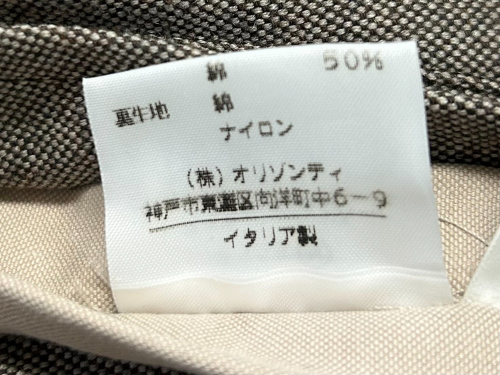 綿 50%
裏生地 綿
ナイロン
(株)オリゾンティ
神戸市東灘区向洋町中6-9
イタリア製